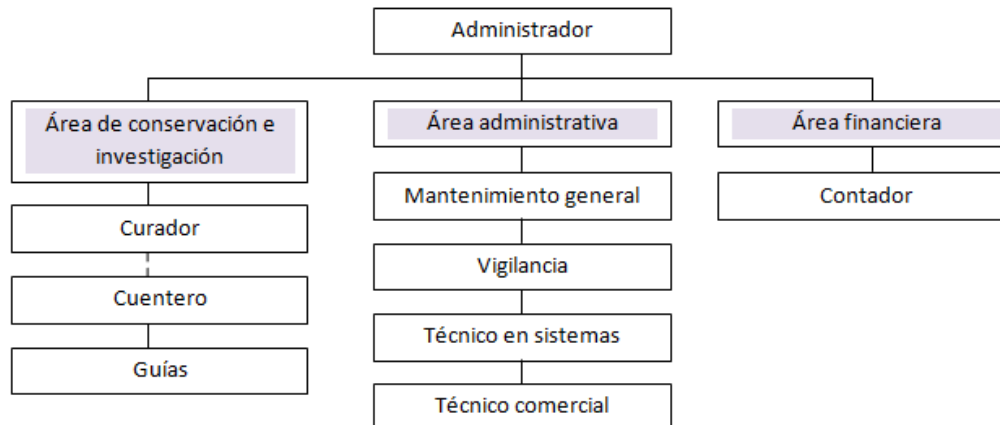 Administrador
Área de conservación e
investigación
Área administrativa
Área financiera
Curador
Cuentero
Guías
Mantenimiento general
Vigilancia
Técnico en sistemas
Técnico comercial
Contador